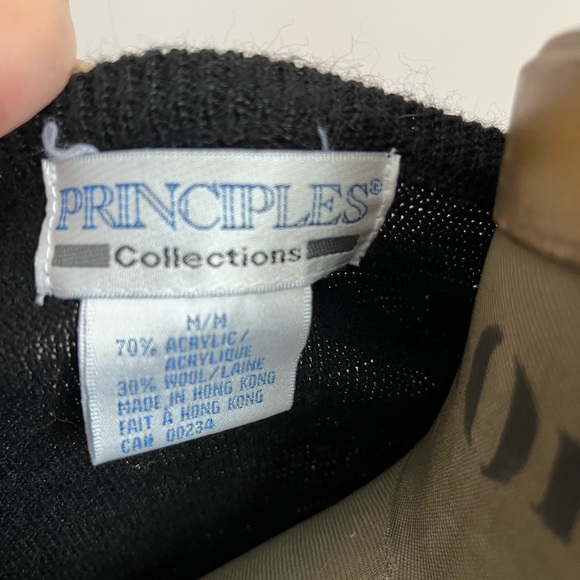 PRINCIPLES®
Collections
M/M
70% ACRYLIC/
ACRYLIQUE
30% WOOL/LAINE
MADE IN HONG KONG
FAIT A HONG KONG
CA# 00234